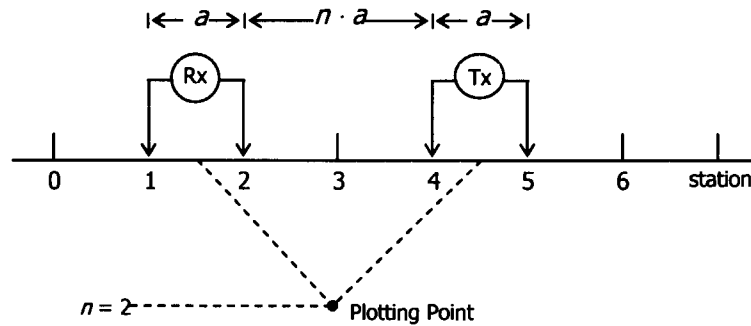 a n · a a
Rx Tx
0 1 2 3 4 5 6 station
n = 2 Plotting Point